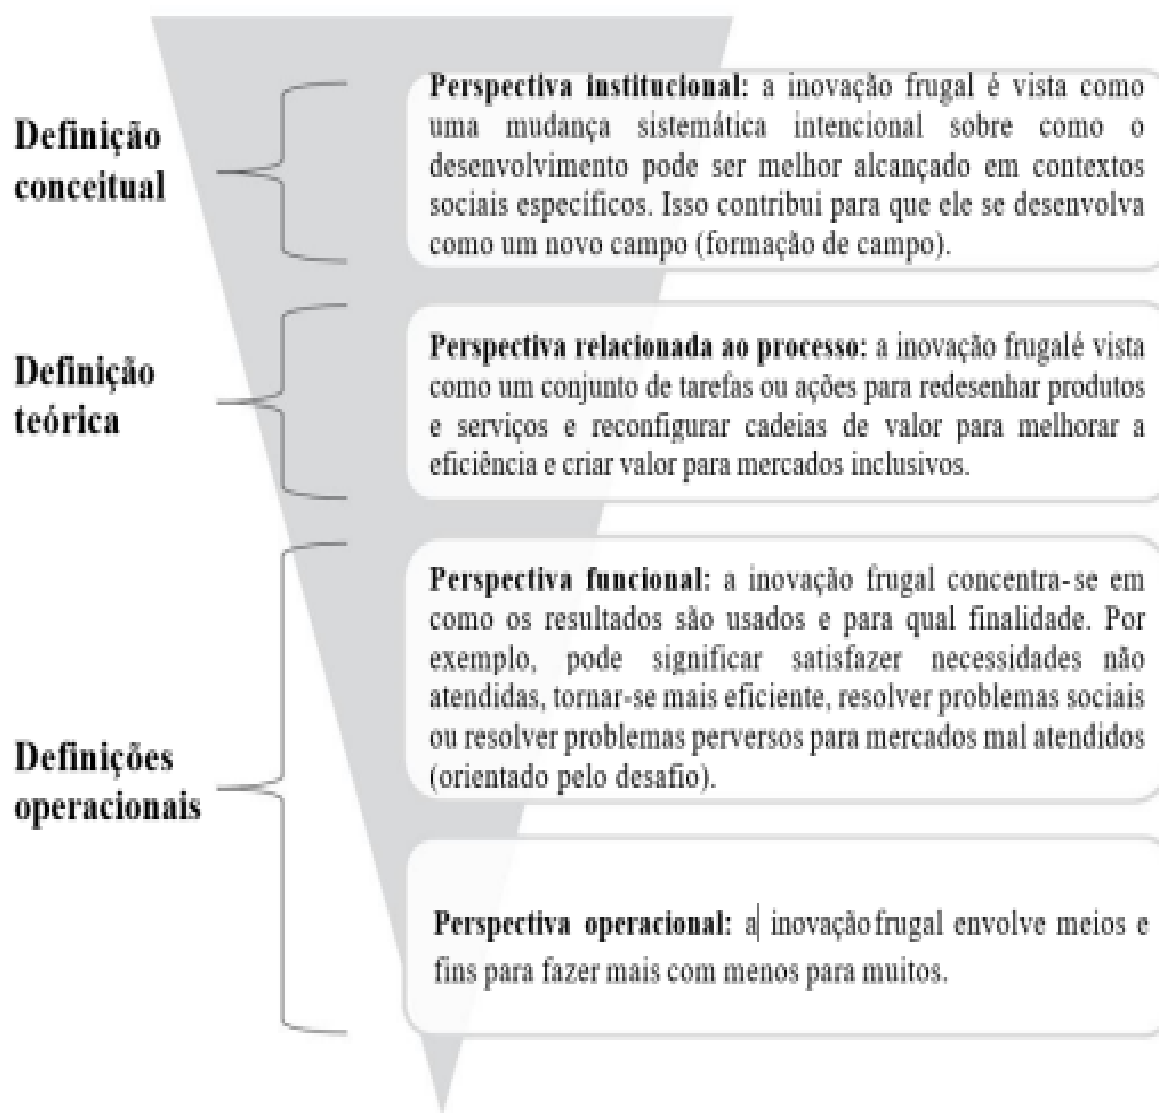 Definição
conceitual
Perspectiva institucional: a inovação frugal é vista como
uma mudança sistemática intencional sobre como o
desenvolvimento pode ser melhor alcançado em contextos
sociais específicos. Isso contribui para que ele se desenvolva
como um novo campo (formação de campo).
Definição
teórica
Perspectiva relacionada ao processo: a inovação frugalé vista
como um conjunto de tarefas ou ações para redesenhar produtos
e serviços e reconfigurar cadeias de valor para melhorar a
eficiência e criar valor para mercados inclusivos.
Definições
operacionais
Perspectiva funcional: a inovação frugal concentra-se em
como os resultados são usados e para qual finalidade. Por
exemplo, pode significar satisfazer necessidades não
atendidas, tornar-se mais eficiente, resolver problemas sociais
ou resolver problemas perversos para mercados mal atendidos
(orientado pelo desafio).
Perspectiva operacional: a inovação frugal envolve meios e
fins para fazer mais com menos para muitos.